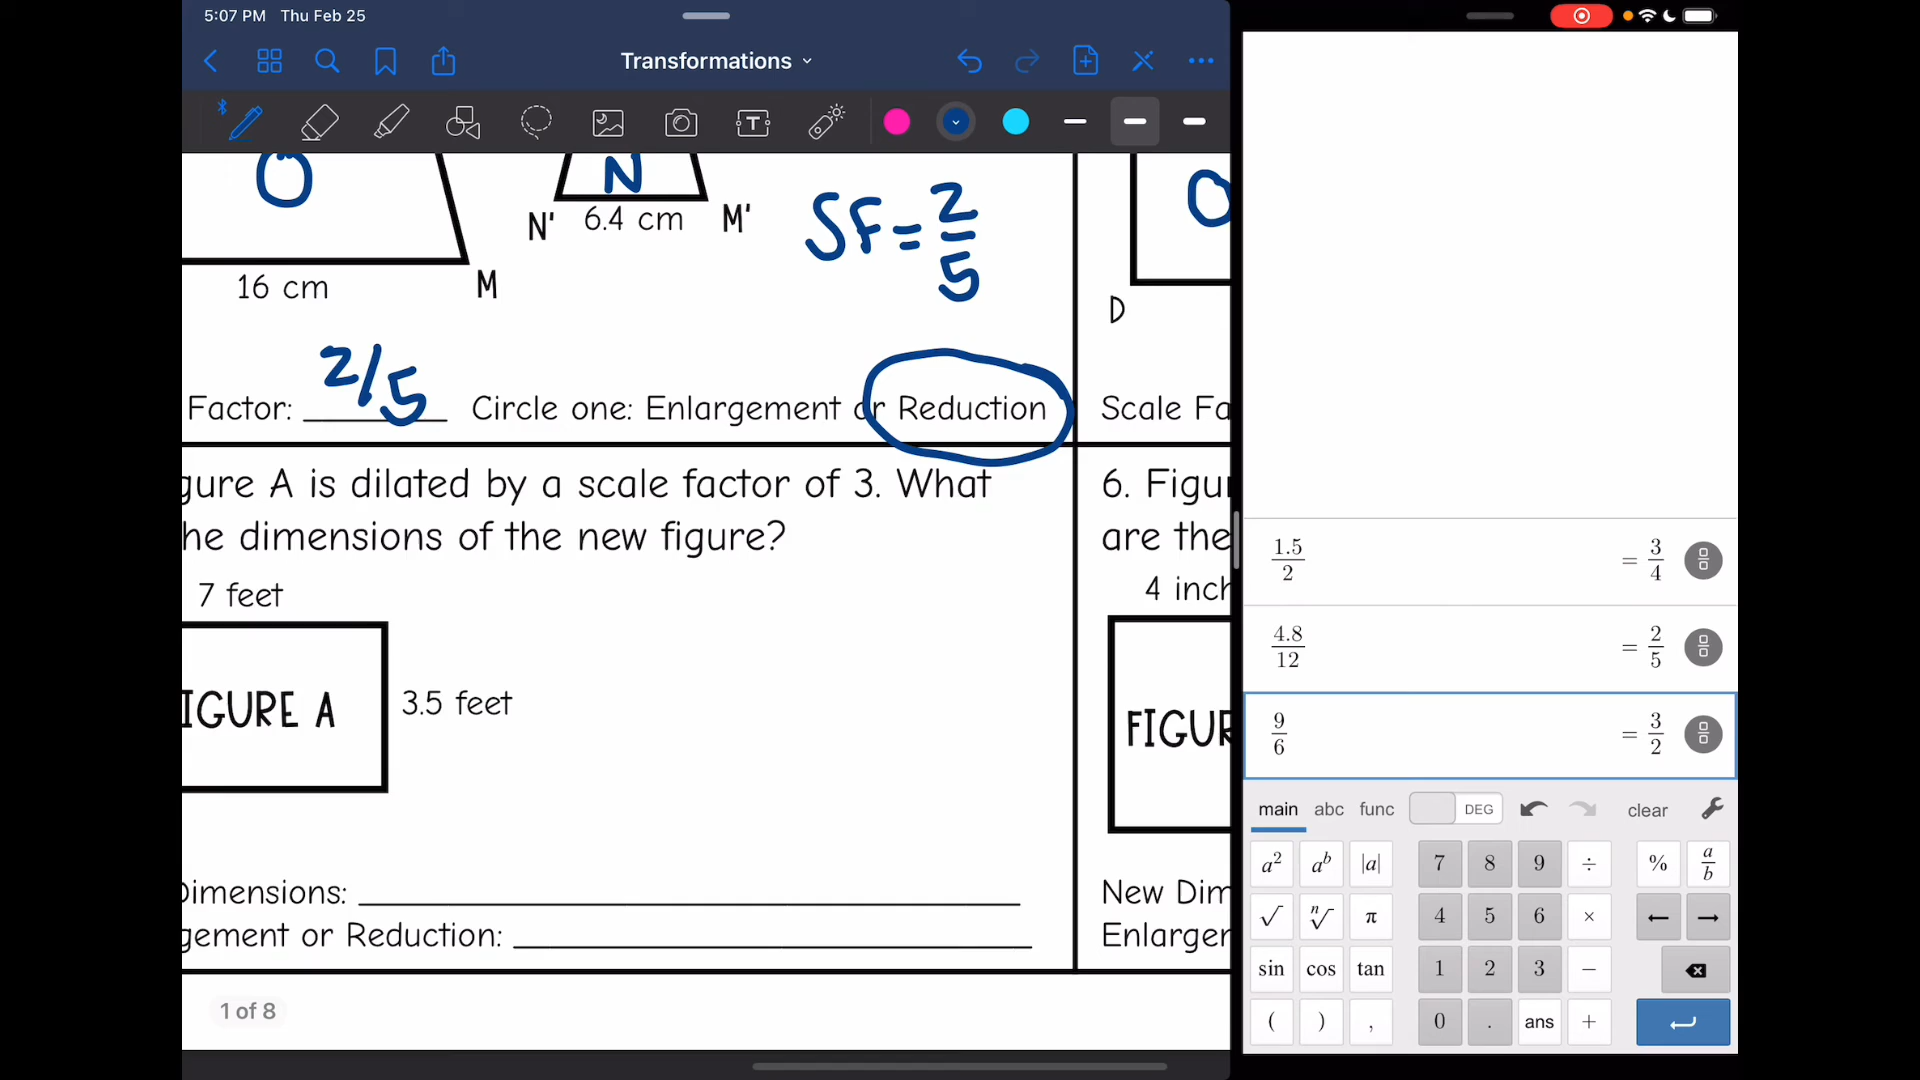 5:07 PM Thu Feb 25
Transformations
T
O
N
N' 6.4 cm M'
SF = 2/5
16 cm
M
O
D
Factor: 2/5 Circle one: Enlargement or Reduction
Scale Fa
gure A is dilated by a scale factor of 3. What
he dimensions of the new figure?
7 feet
IGURE A
3.5 feet
Dimensions:
gement or Reduction:
6. Figur
are the
4 inch
FIGUR
New Dim
Enlarger
1 of 8
1.5/2 = 3/4
4.8/12 = 2/5
9/6 = 3/2
main abc func DEG clear
a² aᵇ |a| 7 8 9 ÷ % a/b
√ ⁿ√ π 4 5 6 × ← →
sin cos tan 1 2 3 −
( ) , 0 . ans +